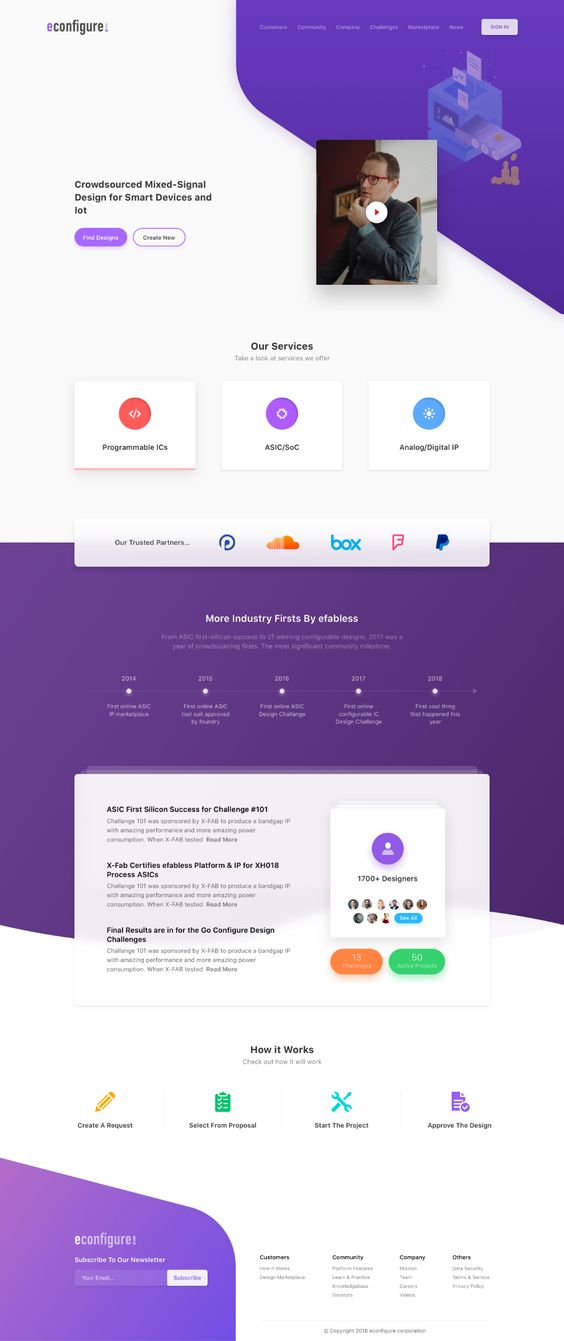 econfigure
Customers Community Company Challenges Marketplace News SIGN IN
Crowdsourced Mixed-Signal
Design for Smart Devices and
Iot
Find Designs Create New
Our Services
Take a look at services we offer
Programmable ICs ASIC/SoC Analog/Digital IP
Our Trusted Partners... box
More Industry Firsts By efabless
From ASIC first-silicon success to 21 winning configurable designs, 2017 was a
year of crowdsourcing firsts. The most significant community milestone.
2014 2015 2016 2017 2018
First online ASIC
IP marketplace
First online ASIC
tool suit approved
by foundry
First online ASIC
Design Challange
First online
configurable IC
Design Challange
First cool thing
that happened this
year
ASIC First Silicon Success for Challenge #101
Challange 101 was sponsored by X-FAB to produce a bandgap IP
with amazing performance and more amazing power
consumption. When X-FAB tested Read More
X-Fab Certifies efabless Platform & IP for XH018
Process ASICs
Challange 101 was sponsored by X-FAB to produce a bandgap IP
with amazing performance and more amazing power
consumption. When X-FAB tested Read More
Final Results are in for the Go Configure Design
Challenges
Challange 101 was sponsored by X-FAB to produce a bandgap IP
with amazing performance and more amazing power
consumption. When X-FAB tested Read More
1700+ Designers
See All
13
Challenges
50
Active Projects
How it Works
Check out how it will work
Create A Request Select From Proposal Start The Project Approve The Design
econfigure
Subscribe To Our Newsletter
Your Email... Subscribe
Customers
How it Works
Design Marketplace
Community
Platform Features
Learn & Practice
Knowledgebase
Geostats
Company
Mission
Team
Careers
Videos
Others
Data Security
Terms & Service
Privacy Policy
© Copyright 2018 econfigure corporation